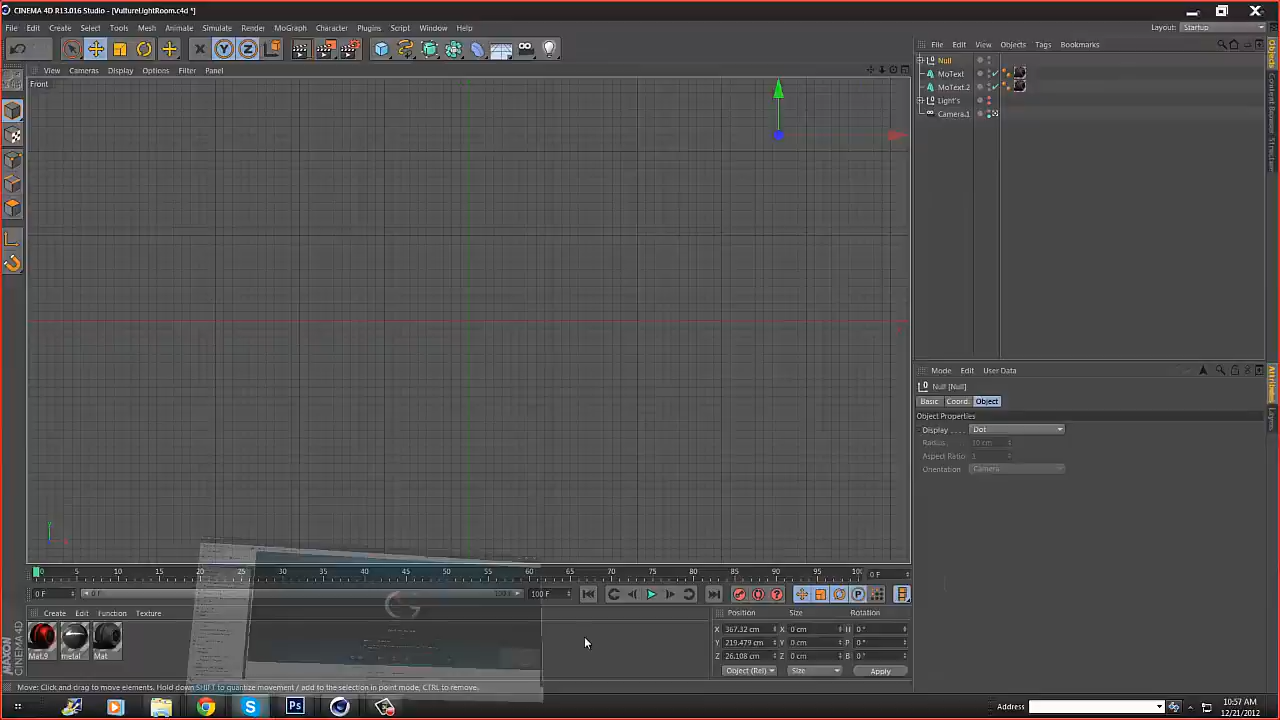 CINEMA 4D R13.016 Studio - [VultureLightRoom.c4d *]
File Edit Create Select Tools Mesh Animate Simulate Render MoGraph Character Plugins Script Window Help
Layout: Startup
File Edit View Objects Tags Bookmarks
View Cameras Display Options Filter Panel
Front
Null
MoText
MoText.2
Light's
Camera.1
Objects
Content Browser
Structure
Mode Edit User Data
Null [Null]
Basic Coord. Object
Object Properties
Display . . . . Dot
Radius 10 cm
Aspect Ratio 1
Orientation Camera
Attributes
Layers
Y
0 5 10 15 20 25 30 35 40 45 50 55 60 65 70 75 80 85 90 95 100
0 F
0 F 0 F 100 F 100 F
Create Edit Function Texture
Mat.9 metal Mat
Position Size Rotation
X 367.32 cm X 0 cm H 0 °
Y 219.479 cm Y 0 cm P 0 °
Z 26.108 cm Z 0 cm B 0 °
Object (Rel) Size Apply
MAXON CINEMA 4D
Move: Click and drag to move elements. Hold down SHIFT to quantize movement / add to the selection in point mode, CTRL to remove.
Address
10:57 AM
12/21/2012